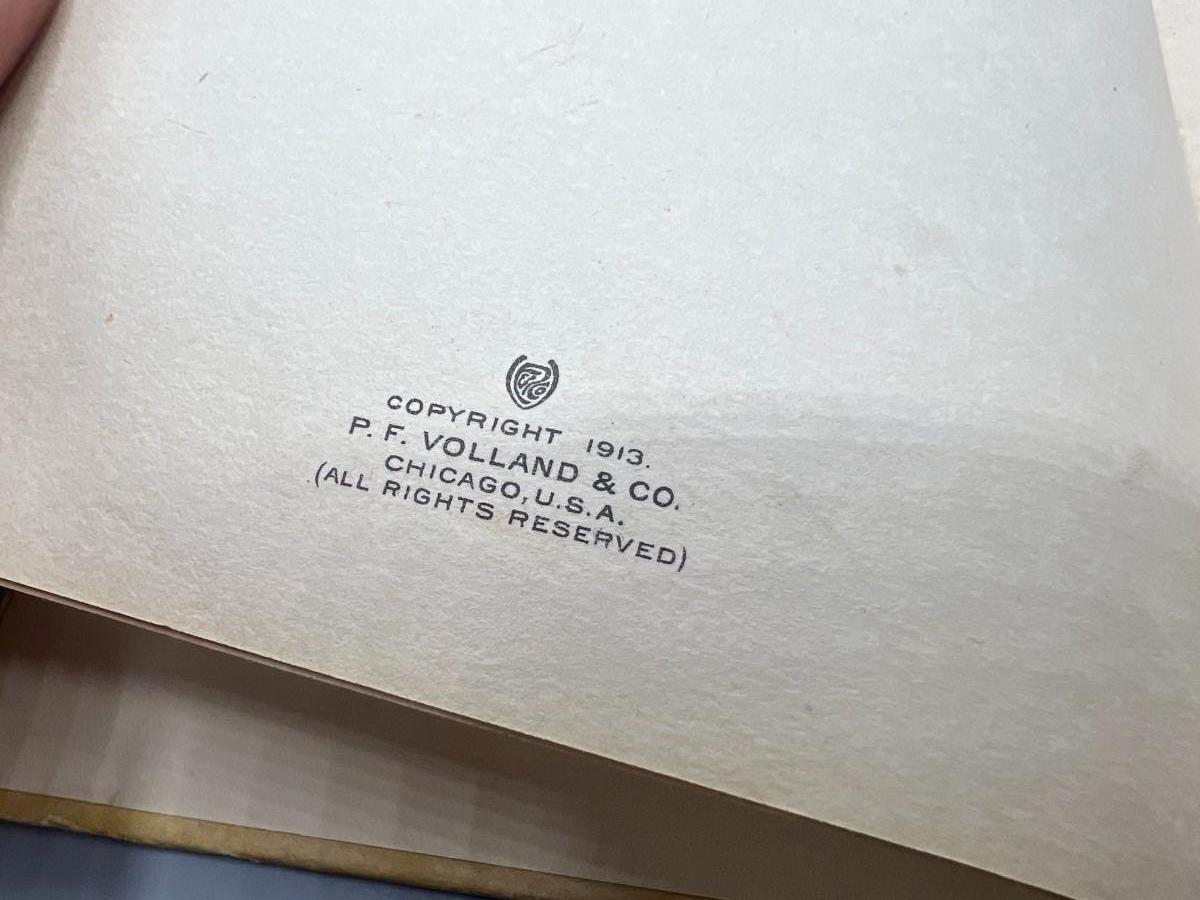 COPYRIGHT 1913.
P. F. VOLLAND & CO.
CHICAGO, U.S.A.
(ALL RIGHTS RESERVED)